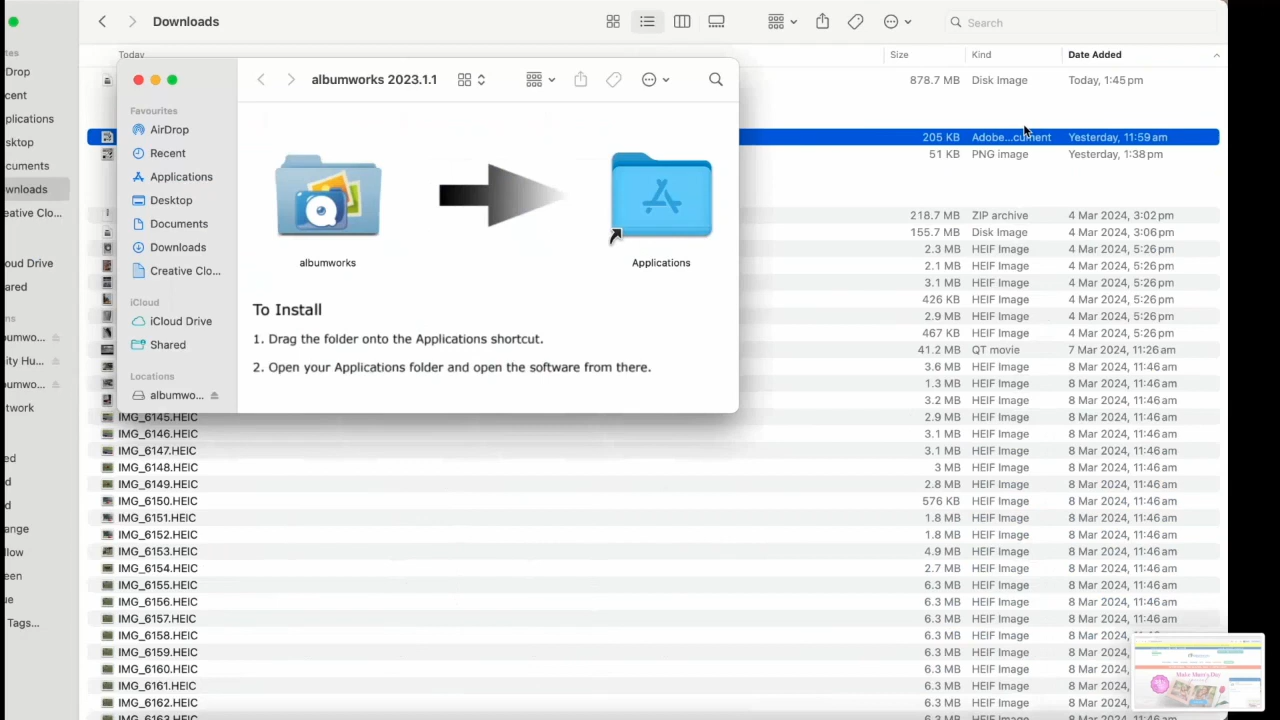 Downloads
Search
Today
Size
Kind
Date Added
878.7 MB Disk Image Today, 1:45 pm
205 KB Adobe...cument Yesterday, 11:59 am
51 KB PNG image Yesterday, 1:38 pm
218.7 MB ZIP archive 4 Mar 2024, 3:02 pm
155.7 MB Disk Image 4 Mar 2024, 3:06 pm
2.3 MB HEIF Image 4 Mar 2024, 5:26 pm
2.1 MB HEIF Image 4 Mar 2024, 5:26 pm
3.1 MB HEIF Image 4 Mar 2024, 5:26 pm
426 KB HEIF Image 4 Mar 2024, 5:26 pm
2.9 MB HEIF Image 4 Mar 2024, 5:26 pm
467 KB HEIF Image 4 Mar 2024, 5:26 pm
41.2 MB QT movie 7 Mar 2024, 11:26 am
3.6 MB HEIF Image 8 Mar 2024, 11:46 am
1.3 MB HEIF Image 8 Mar 2024, 11:46 am
3.2 MB HEIF Image 8 Mar 2024, 11:46 am
IMG_6145.HEIC 2.9 MB HEIF Image 8 Mar 2024, 11:46 am
IMG_6146.HEIC 3.1 MB HEIF Image 8 Mar 2024, 11:46 am
IMG_6147.HEIC 3.1 MB HEIF Image 8 Mar 2024, 11:46 am
IMG_6148.HEIC 3 MB HEIF Image 8 Mar 2024, 11:46 am
IMG_6149.HEIC 2.8 MB HEIF Image 8 Mar 2024, 11:46 am
IMG_6150.HEIC 576 KB HEIF Image 8 Mar 2024, 11:46 am
IMG_6151.HEIC 1.8 MB HEIF Image 8 Mar 2024, 11:46 am
IMG_6152.HEIC 1.8 MB HEIF Image 8 Mar 2024, 11:46 am
IMG_6153.HEIC 4.9 MB HEIF Image 8 Mar 2024, 11:46 am
IMG_6154.HEIC 2.7 MB HEIF Image 8 Mar 2024, 11:46 am
IMG_6155.HEIC 6.3 MB HEIF Image 8 Mar 2024, 11:46 am
IMG_6156.HEIC 6.3 MB HEIF Image 8 Mar 2024, 11:46 am
IMG_6157.HEIC 6.3 MB HEIF Image 8 Mar 2024, 11:46 am
IMG_6158.HEIC 6.3 MB HEIF Image 8 Mar 2024,
IMG_6159.HEIC 6.3 MB HEIF Image 8 Mar 2024,
IMG_6160.HEIC 6.3 MB HEIF Image 8 Mar 2024,
IMG_6161.HEIC 6.3 MB HEIF Image 8 Mar 2024,
IMG_6162.HEIC 6.3 MB HEIF Image 8 Mar 2024,
IMG_6163.HEIC
tes
Drop
cent
plications
sktop
cuments
wnloads
eative Clo...
oud Drive
ared
ns
bumwo...
ity Hu...
bumwo...
twork
ed
d
d
ange
llow
een
ue
Tags...
albumworks 2023.1.1
Favourites
AirDrop
Recent
Applications
Desktop
Documents
Downloads
Creative Clo...
iCloud
iCloud Drive
Shared
Locations
albumwo...
albumworks
Applications
To Install
1. Drag the folder onto the Applications shortcut.
2. Open your Applications folder and open the software from there.
Make Mum's Day